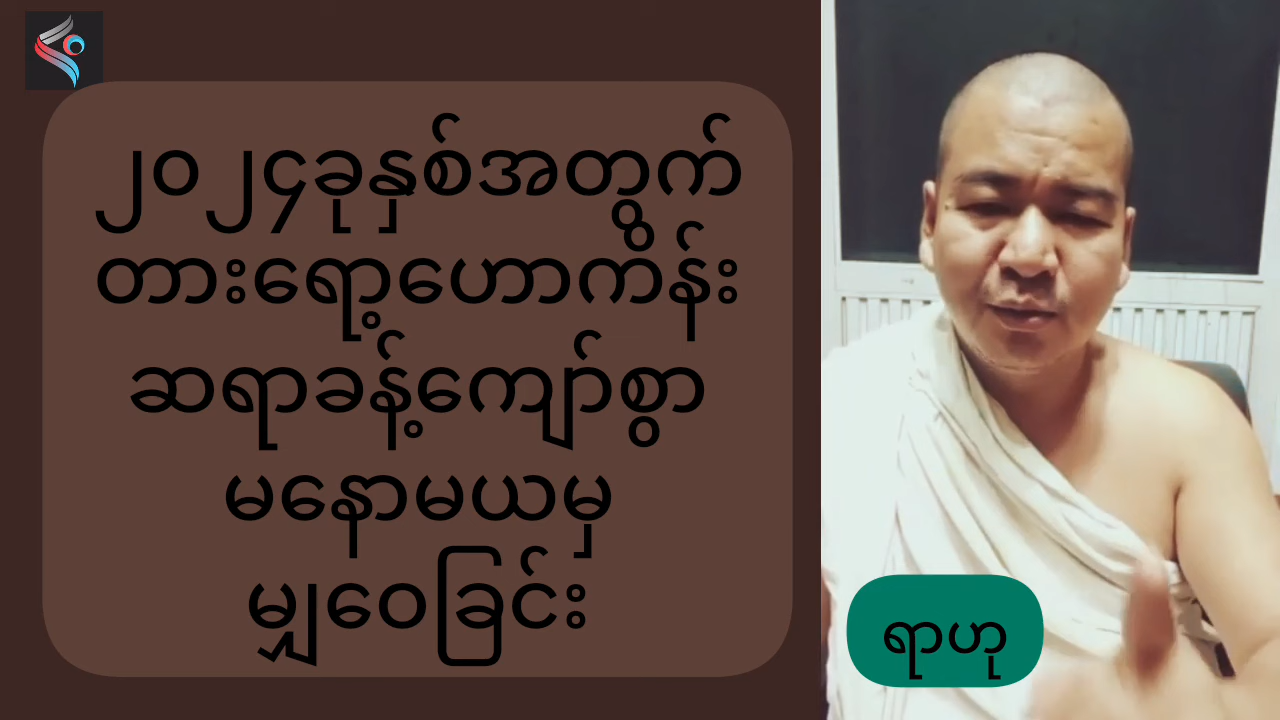 ၂၀၂၄ခုနှစ်အတွက်
တားရော့ဟောကိန်း
ဆရာခန့်ကျော်စွာ
မနောမယမှ
မျှဝေခြင်း
ရာဟု